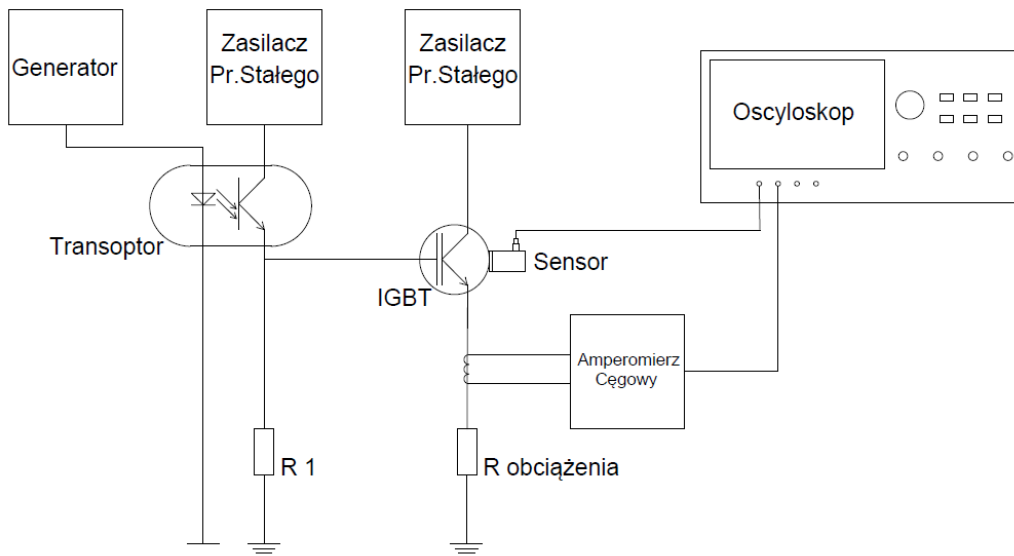 Generator
Zasilacz
Pr.Stałego
Zasilacz
Pr.Stałego
Oscyloskop
Transoptor
IGBT
Sensor
Amperomierz
Cęgowy
R 1
R obciążenia